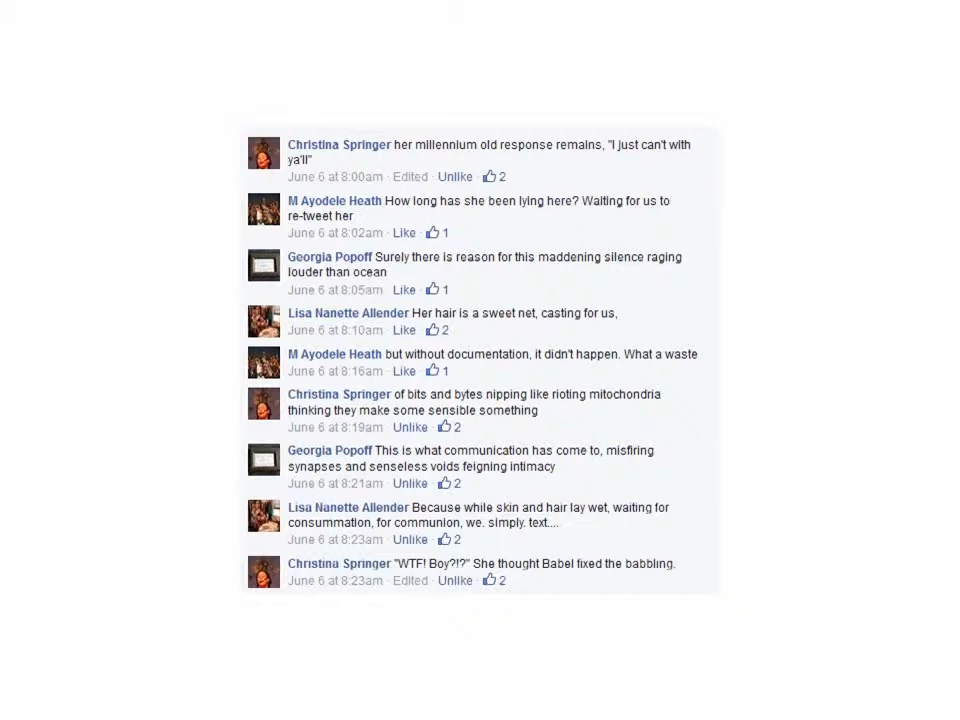 Christina Springer her millennium old response remains, "I just can't with
ya'll"
June 6 at 8:00am · Edited · Unlike · 2
M Ayodele Heath How long has she been lying here? Waiting for us to
re-tweet her
June 6 at 8:02am · Like · 1
Georgia Popoff Surely there is reason for this maddening silence raging
louder than ocean
June 6 at 8:05am · Like · 1
Lisa Nanette Allender Her hair is a sweet net, casting for us,
June 6 at 8:10am · Like · 2
M Ayodele Heath but without documentation, it didn't happen. What a waste
June 6 at 8:16am · Like · 1
Christina Springer of bits and bytes nipping like rioting mitochondria
thinking they make some sensible something
June 6 at 8:19am · Unlike · 2
Georgia Popoff This is what communication has come to, misfiring
synapses and senseless voids feigning intimacy
June 6 at 8:21am · Unlike · 2
Lisa Nanette Allender Because while skin and hair lay wet, waiting for
consummation, for communion, we. simply. text....
June 6 at 8:23am · Unlike · 2
Christina Springer "WTF! Boy?!?" She thought Babel fixed the babbling.
June 6 at 8:23am · Edited · Unlike · 2